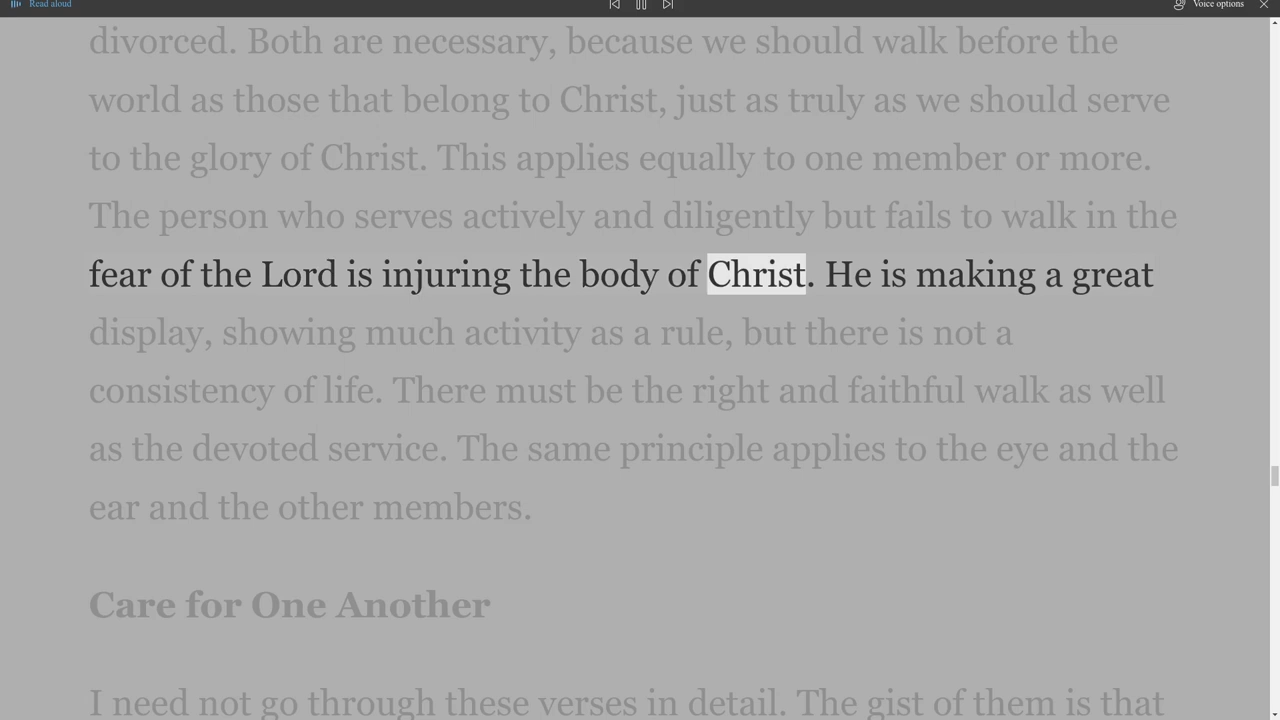 Read aloud
Voice options
divorced. Both are necessary, because we should walk before the
world as those that belong to Christ, just as truly as we should serve
to the glory of Christ. This applies equally to one member or more.
The person who serves actively and diligently but fails to walk in the
fear of the Lord is injuring the body of Christ. He is making a great
display, showing much activity as a rule, but there is not a
consistency of life. There must be the right and faithful walk as well
as the devoted service. The same principle applies to the eye and the
ear and the other members.
Care for One Another
I need not go through these verses in detail. The gist of them is that